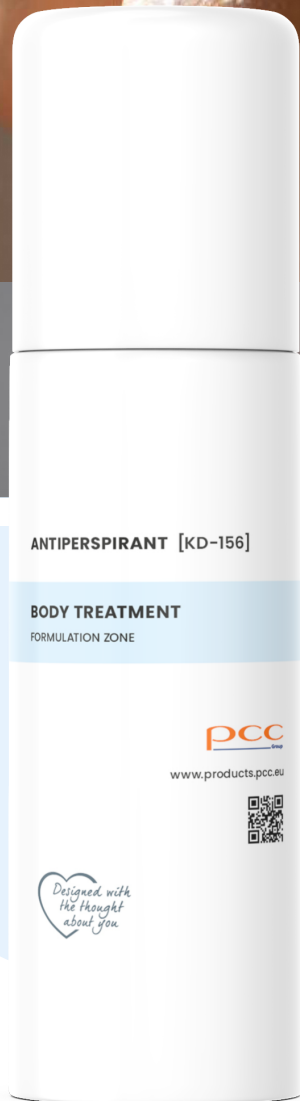 ANTIPERSPIRANT [KD-156]
BODY TREATMENT
FORMULATION ZONE
pcc
Group
www.products.pcc.eu
Designed with
the thought
about you